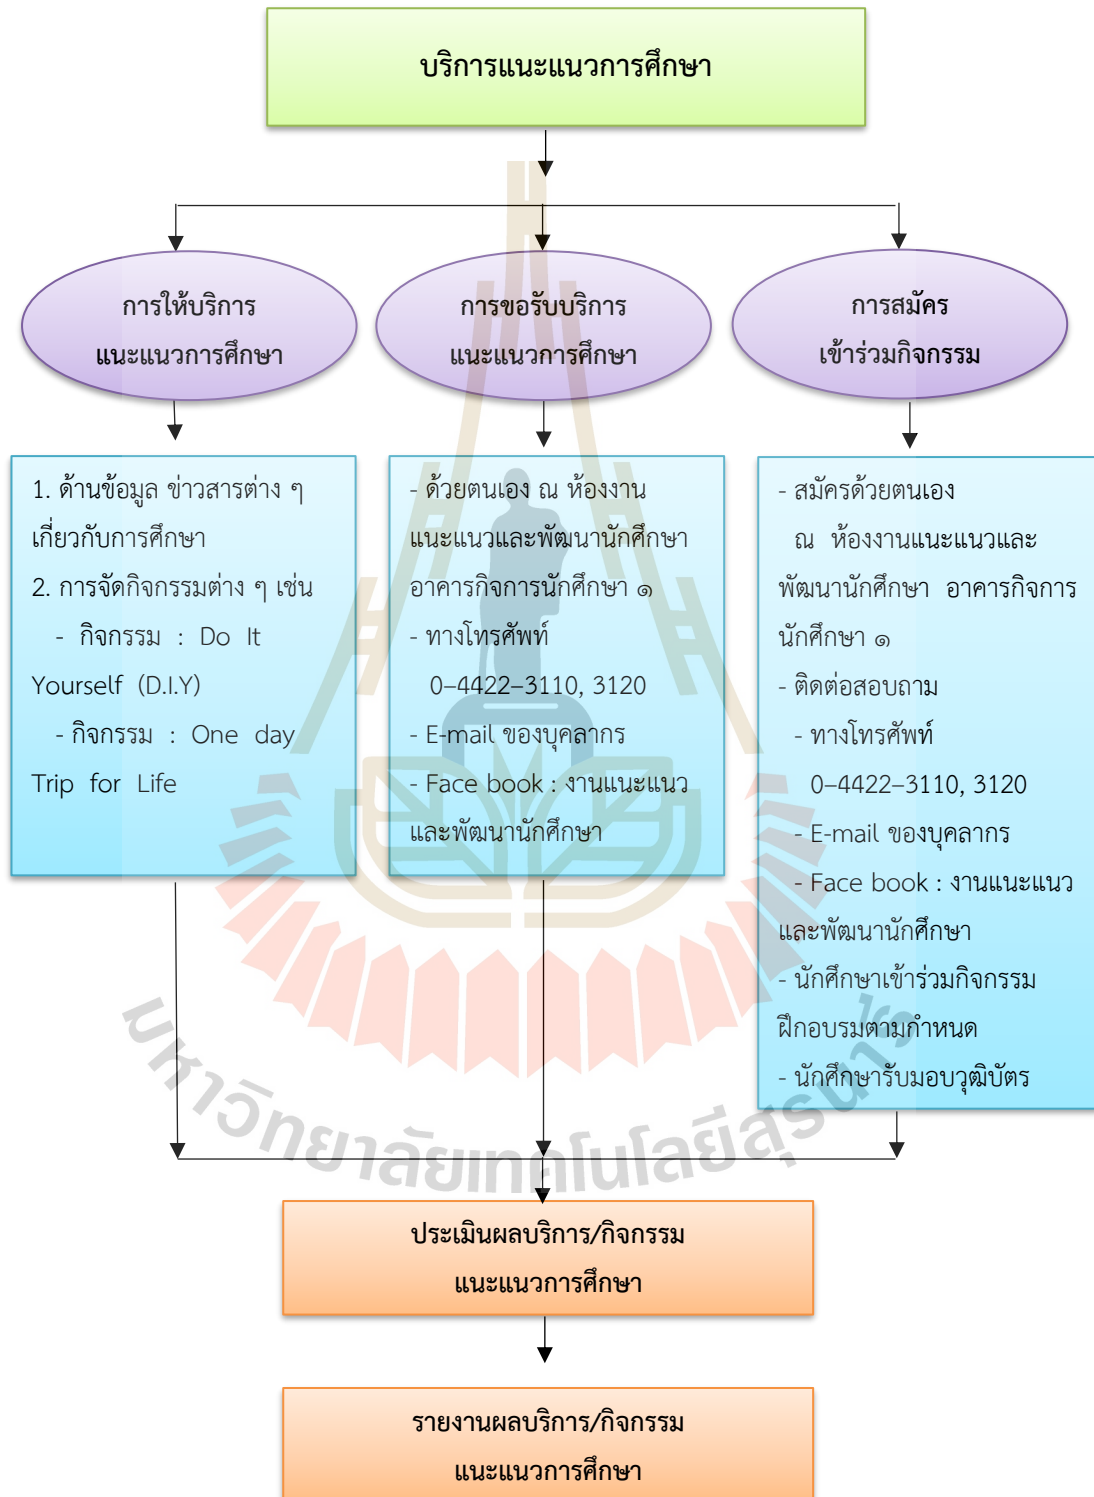 บริการแนะแนวการศึกษา
การให้บริการ
แนะแนวการศึกษา
การขอรับบริการ
แนะแนวการศึกษา
การสมัคร
เข้าร่วมกิจกรรม
1. ด้านข้อมูล ข่าวสารต่าง ๆ
เกี่ยวกับการศึกษา
2. การจัดกิจกรรมต่าง ๆ เช่น
- กิจกรรม : Do It
Yourself (D.I.Y)
- กิจกรรม : One day
Trip for Life
- ด้วยตนเอง ณ ห้องงาน
แนะแนวและพัฒนานักศึกษา
อาคารกิจการนักศึกษา ๑
- ทางโทรศัพท์
0–4422–3110, 3120
- E-mail ของบุคลากร
- Face book : งานแนะแนว
และพัฒนานักศึกษา
- สมัครด้วยตนเอง
ณ ห้องงานแนะแนวและ
พัฒนานักศึกษา อาคารกิจการ
นักศึกษา ๑
- ติดต่อสอบถาม
- ทางโทรศัพท์
0–4422–3110, 3120
- E-mail ของบุคลากร
- Face book : งานแนะแนว
และพัฒนานักศึกษา
- นักศึกษาเข้าร่วมกิจกรรม
ฝึกอบรมตามกำหนด
- นักศึกษารับมอบวุฒิบัตร
มหาวิทยาลัยเทคโนโลยีสุรนารี
ประเมินผลบริการ/กิจกรรม
แนะแนวการศึกษา
รายงานผลบริการ/กิจกรรม
แนะแนวการศึกษา